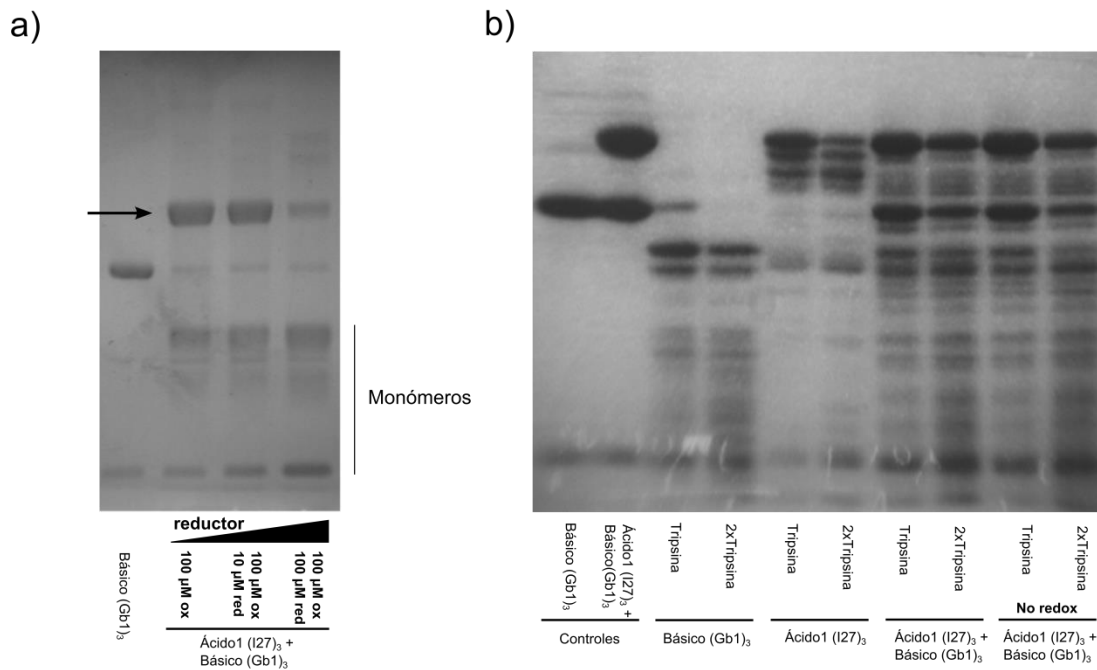 a)
b)
Monómeros
reductor
Básico (Gb1)₃
100 µM ox
10 µM red
100 µM ox
100 µM red
100 µM ox
Ácido1 (I27)₃ +
Básico (Gb1)₃
Básico (Gb1)₃
Ácido1 (I27)₃ +
Básico(Gb1)₃
Tripsina
2xTripsina
Tripsina
2xTripsina
Tripsina
2xTripsina
Tripsina
2xTripsina
No redox
Controles
Básico (Gb1)₃
Ácido1 (I27)₃
Ácido1 (I27)₃ +
Básico (Gb1)₃
Ácido1 (I27)₃ +
Básico (Gb1)₃